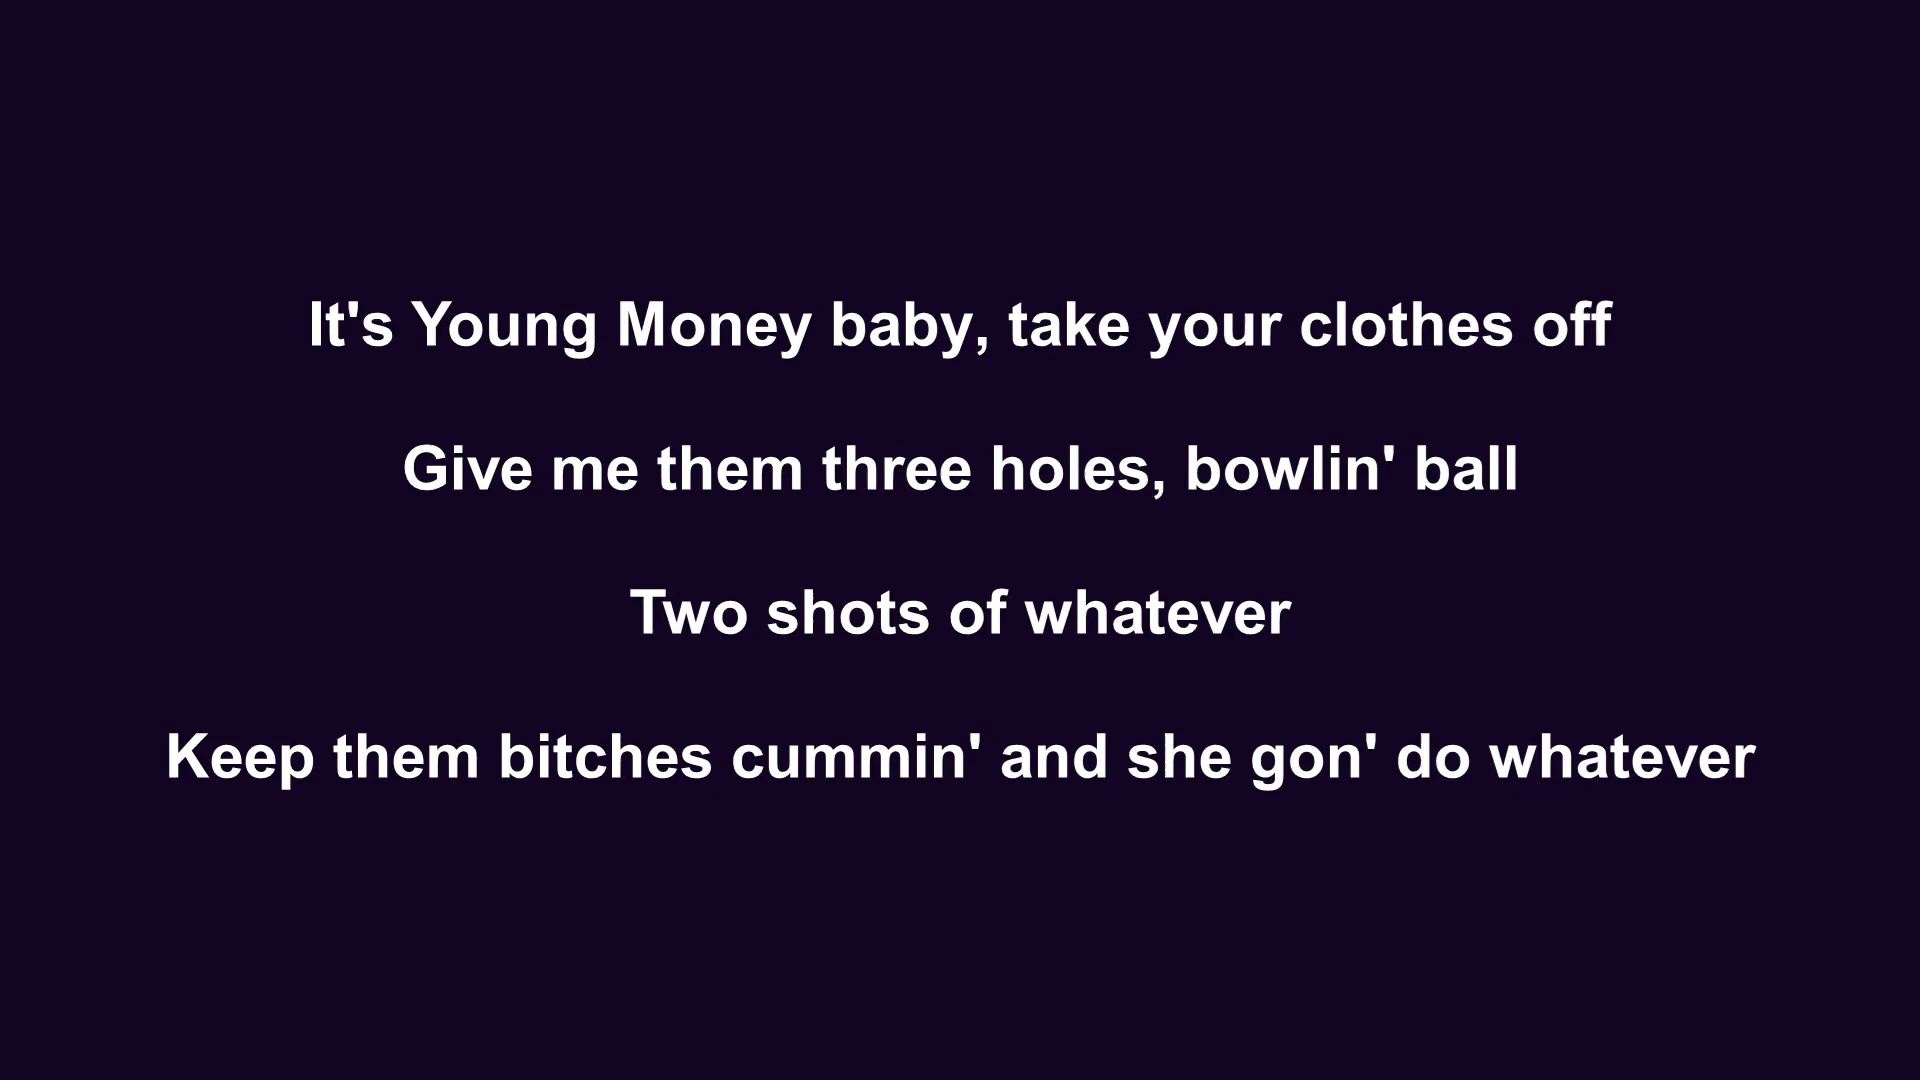 It's Young Money baby, take your clothes off
Give me them three holes, bowlin' ball
Two shots of whatever
Keep them bitches cummin' and she gon' do whatever